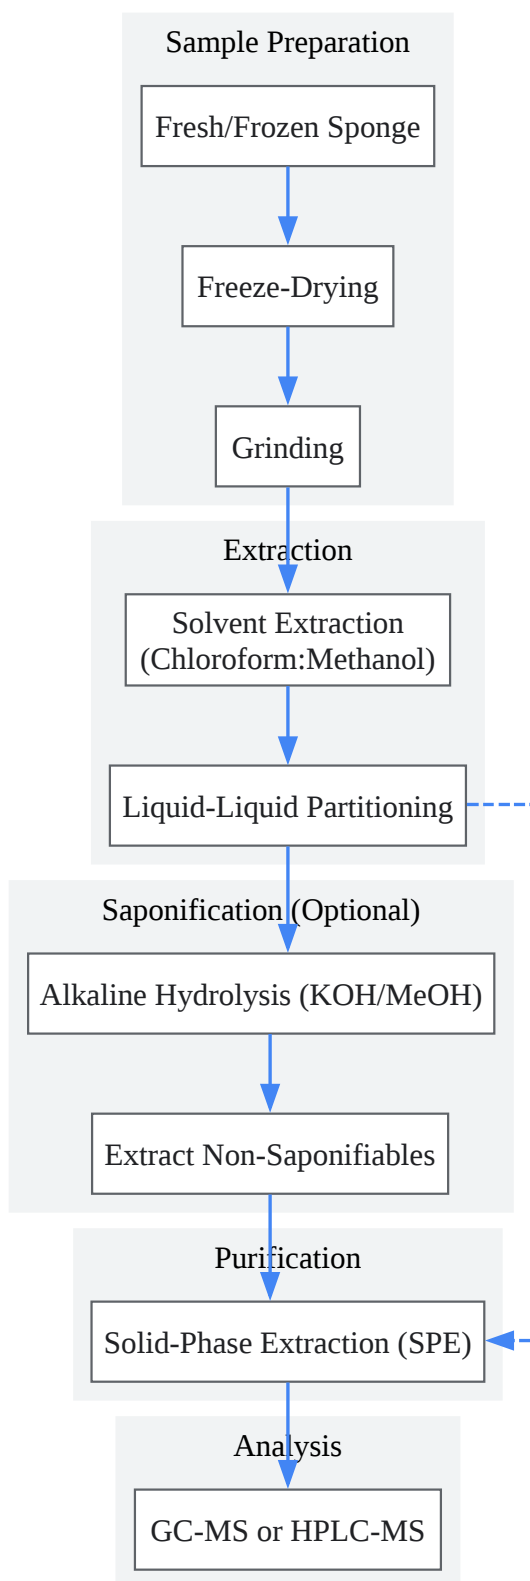 Sample Preparation
Fresh/Frozen Sponge
Freeze-Drying
Grinding
Extraction
Solvent Extraction
(Chloroform:Methanol)
Liquid-Liquid Partitioning
Saponification (Optional)
Alkaline Hydrolysis (KOH/MeOH)
Extract Non-Saponifiables
Purification
Solid-Phase Extraction (SPE)
Analysis
GC-MS or HPLC-MS